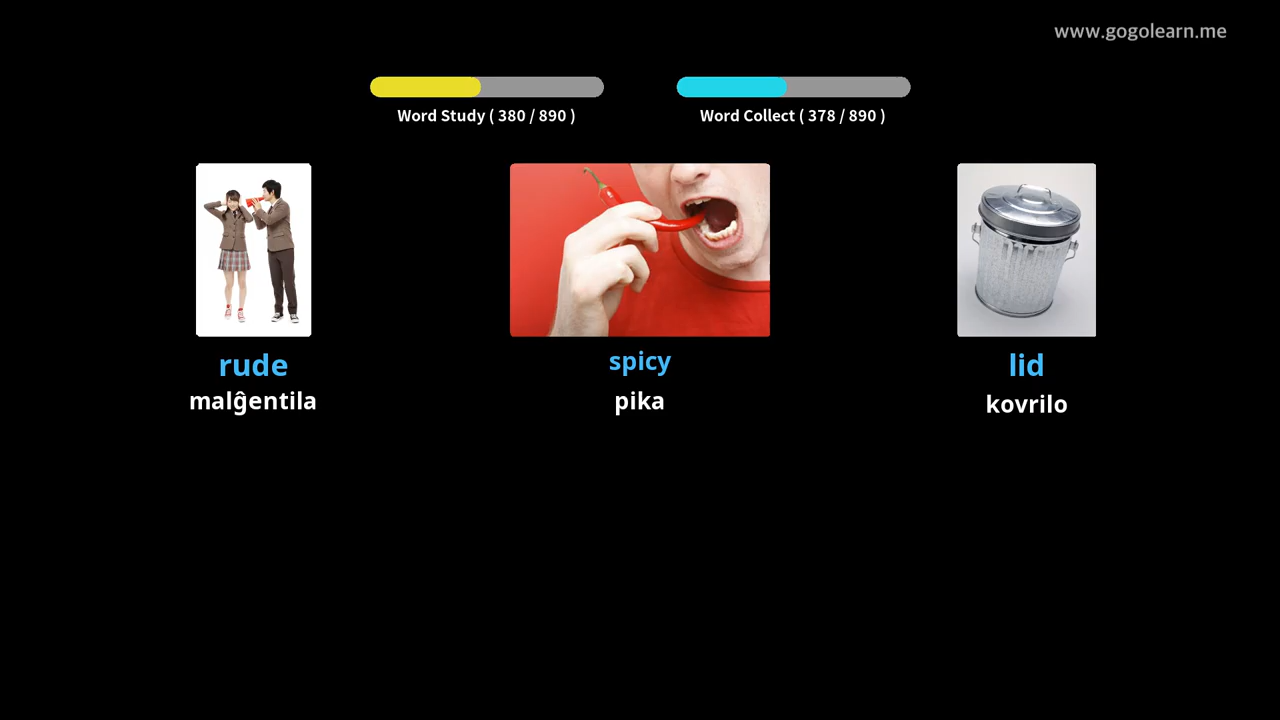 www.gogolearn.me
Word Study ( 380 / 890 )
Word Collect ( 378 / 890 )
rude
malĝentila
spicy
pika
lid
kovrilo